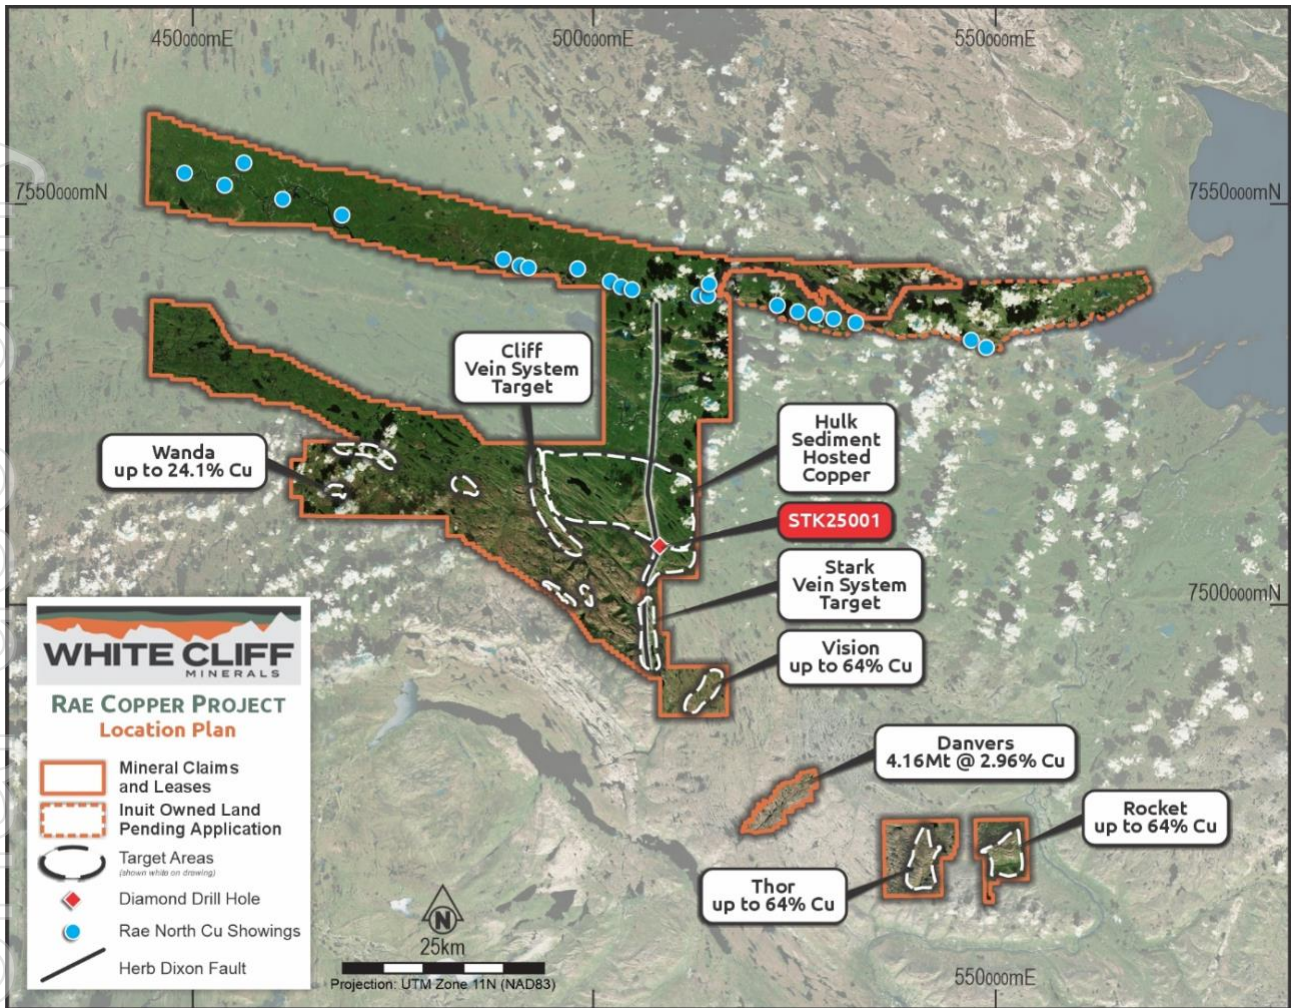 450000mE
500000mE
550000mE
7550000mN
7550000mN
Cliff
Vein System
Target
Wanda
up to 24.1% Cu
Hulk
Sediment
Hosted
Copper
STK25001
Stark
Vein System
Target
7500000mN
Vision
up to 64% Cu
Danvers
4.16Mt @ 2.96% Cu
Rocket
up to 64% Cu
Thor
up to 64% Cu
WHITE CLIFF
MINERALS
RAE COPPER PROJECT
Location Plan
Mineral Claims
and Leases
Inuit Owned Land
Pending Application
Target Areas
(shown white on drawing)
Diamond Drill Hole
Rae North Cu Showings
Herb Dixon Fault
N
25km
Projection: UTM Zone 11N (NAD83)
550000mE